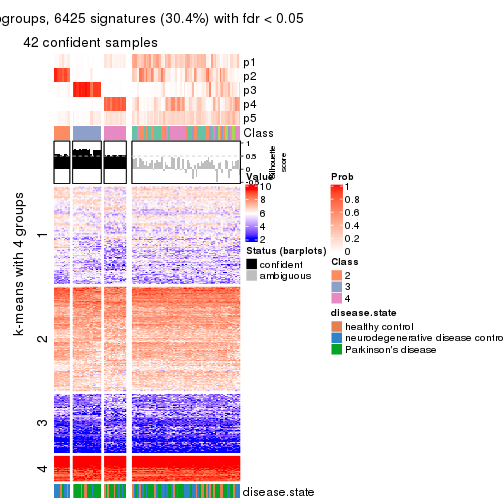 ogroups, 6425 signatures (30.4%) with fdr < 0.05
42 confident samples
p1
p2
p3
p4
p5
Class
1
0.5
0
-0.5
Silhouette
score
k-means with 4 groups
1
2
3
4
disease.state
Value
10
8
6
4
2
Status (barplots)
confident
ambiguous
Prob
1
0.8
0.6
0.4
0.2
0
Class
2
3
4
disease.state
healthy control
neurodegenerative disease contro
Parkinson's disease